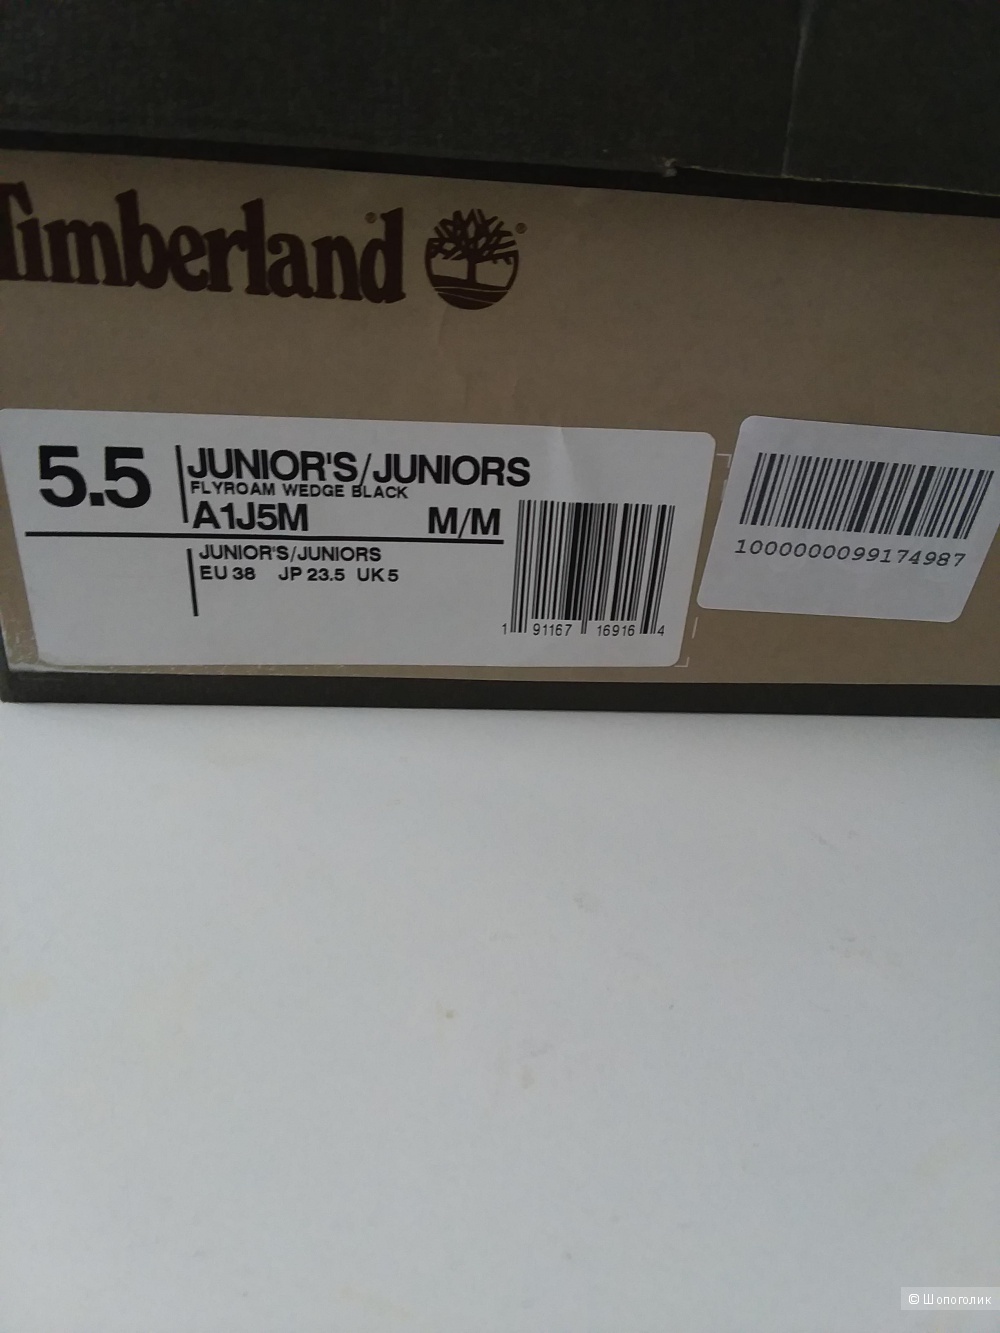 Timberland®
5.5
JUNIOR'S/JUNIORS
FLYROAM WEDGE BLACK
A1J5M M/M
JUNIOR'S/JUNIORS
EU 38 JP 23.5 UK 5
1 91167 16916 4
1000000099174987
© Шопоголик